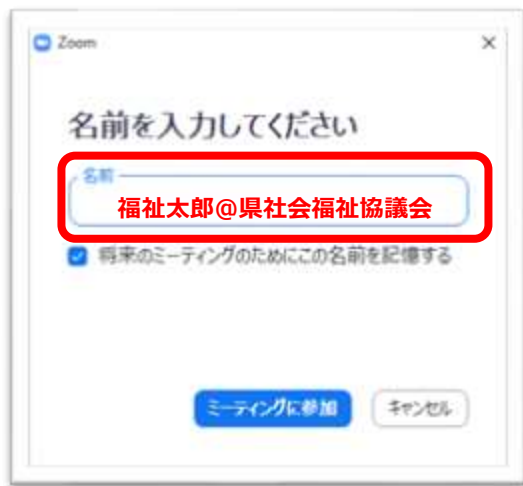 Zoom
名前を入力してください
名前
福祉太郎@県社会福祉協議会
将来のミーティングのためにこの名前を記憶する
ミーティングに参加
キャンセル